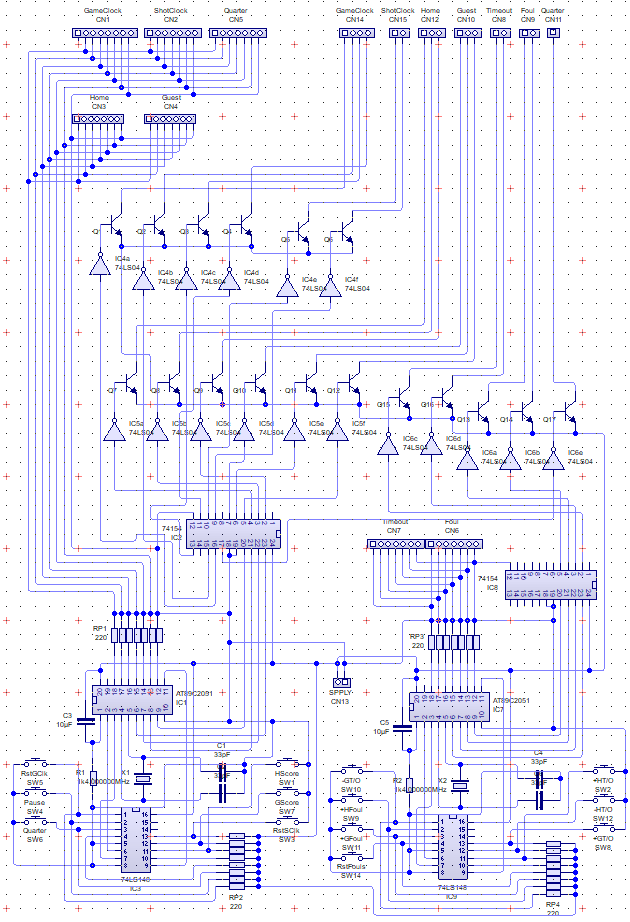 GameClock ShotClock Quarter
CN1 CN2 CN5
GameClock ShotClock Home Guest Timeout Foul Quarter
CN14 CN15 CN12 CN10 CN8 CN9 CN11
Home Guest
CN3 CN4
Q1 Q2 Q3 Q4 Q5 Q6
IC4a IC4b IC4c IC4d IC4e IC4f
74LS04 74LS04 74LS04 74LS04 74LS04 74LS04
Q7 Q8 Q9 Q10 Q11 Q12
Q15 Q16 Q13 Q14 Q17
IC5a IC5b IC5c IC5d IC5e IC5f
74LS04 74LS04 74LS04 74LS04 74LS04 74LS04
IC6c IC6d IC6a IC6b IC6e
74LS04 74LS04 74LS04 74LS04 74LS04
74154
IC2
Timeout Foul
CN7 CN6
74154
IC8
RP1
220
RP3
220
SPPLY
CN13
AT89C2051
IC1
AT89C2051
IC7
C3
10µF
C5
10µF
C1
33pF
33pF
C4
33pF
RstGClk
SW5
R1
1k
X1
4.000000MHz
HScore
SW1
Pause
SW4
GScore
SW7
Quarter
SW6
RstSClk
SW3
-GT/O
SW10
R2
1k
X2
4.000000MHz
+HT/O
SW2
+HFoul
SW9
-HT/O
SW12
+GFoul
SW11
+GT/O
SW8
RstFouls
SW14
74LS148
IC3
RP2
220
74LS148
IC9
RP4
220